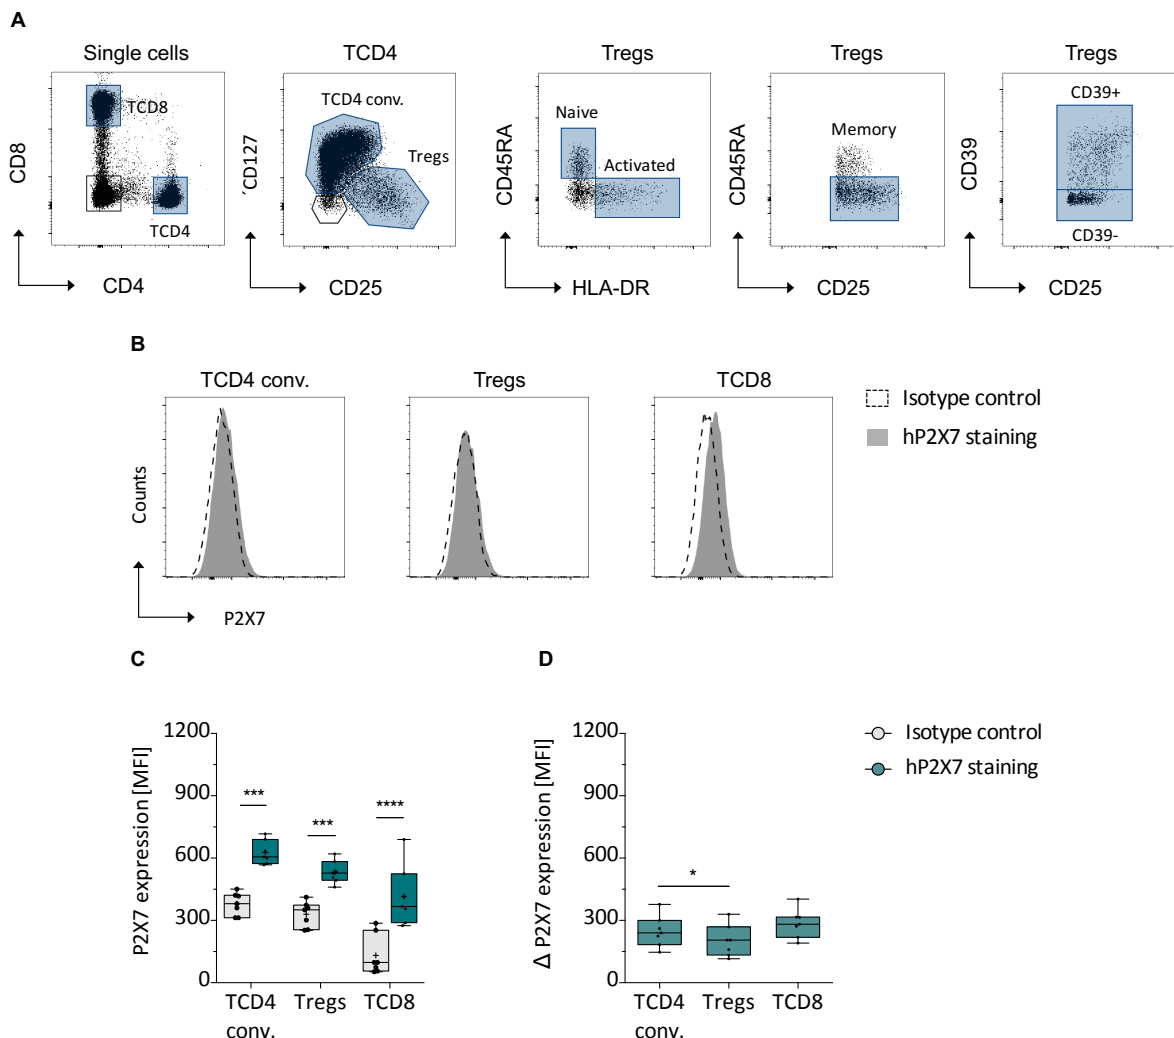 A
Single cells
TCD4
Tregs
Tregs
Tregs
CD8
TCD8
TCD4
CD4
´CD127
TCD4 conv.
Tregs
CD25
CD45RA
Naive
Activated
HLA-DR
CD45RA
Memory
CD25
CD39
CD39+
CD39-
CD25
B
TCD4 conv.
Tregs
TCD8
Isotype control
hP2X7 staining
Counts
P2X7
C
P2X7 expression [MFI]
1200
900
600
300
0
***
***
****
TCD4
conv.
Tregs
TCD8
D
Δ P2X7 expression [MFI]
1200
900
600
300
0
*
TCD4
conv.
Tregs
TCD8
Isotype control
hP2X7 staining